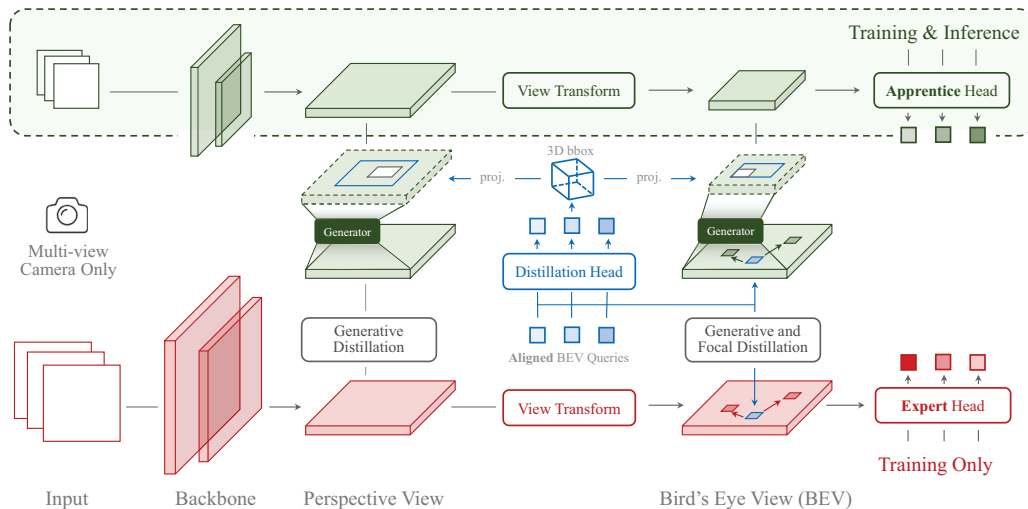 Training & Inference
View Transform
Apprentice Head
3D bbox
proj.
proj.
Generator
Generator
Multi-view
Camera Only
Distillation Head
Generative
Distillation
Aligned BEV Queries
Generative and
Focal Distillation
View Transform
Expert Head
Training Only
Input
Backbone
Perspective View
Bird's Eye View (BEV)